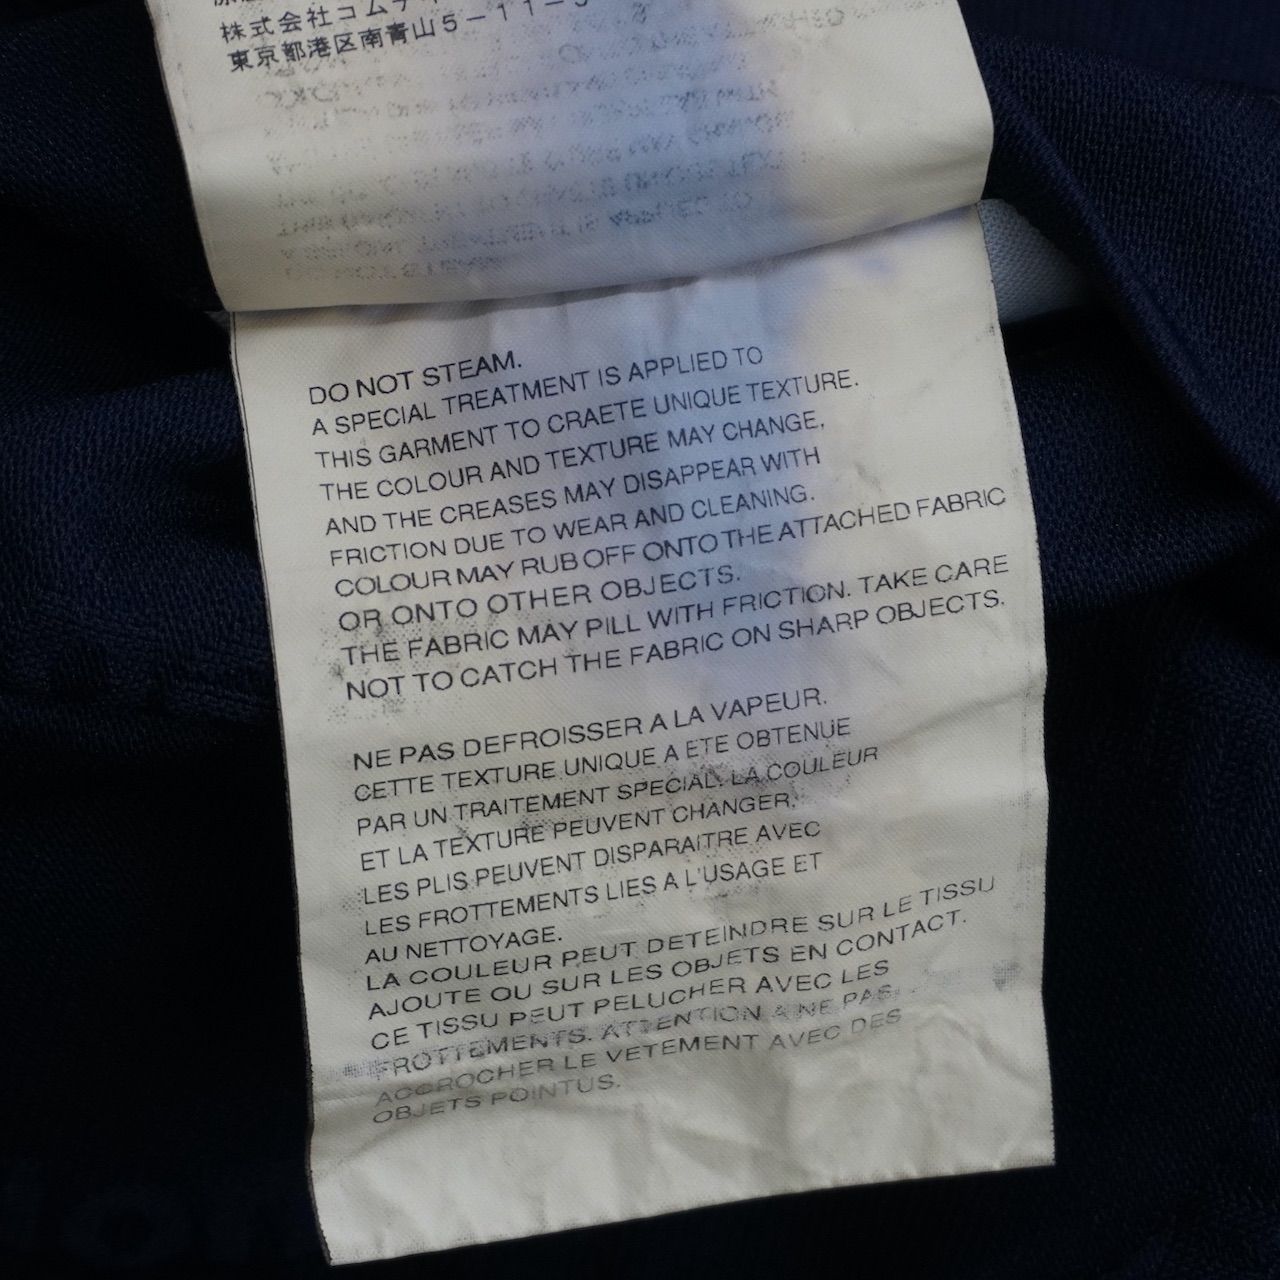 株式会社コムデ
東京都港区南青山5-11-5
DO NOT STEAM.
A SPECIAL TREATMENT IS APPLIED TO
THIS GARMENT TO CRAETE UNIQUE TEXTURE.
THE COLOUR AND TEXTURE MAY CHANGE,
AND THE CREASES MAY DISAPPEAR WITH
FRICTION DUE TO WEAR AND CLEANING.
COLOUR MAY RUB OFF ONTO THE ATTACHED FABRIC
OR ONTO OTHER OBJECTS.
THE FABRIC MAY PILL WITH FRICTION. TAKE CARE
NOT TO CATCH THE FABRIC ON SHARP OBJECTS.
NE PAS DEFROISSER A LA VAPEUR.
CETTE TEXTURE UNIQUE A ETE OBTENUE
PAR UN TRAITEMENT SPECIAL. LA COULEUR
ET LA TEXTURE PEUVENT CHANGER,
LES PLIS PEUVENT DISPARAITRE AVEC
LES FROTTEMENTS LIES A L'USAGE ET
AU NETTOYAGE.
LA COULEUR PEUT DETEINDRE SUR LE TISSU
AJOUTE OU SUR LES OBJETS EN CONTACT.
CE TISSU PEUT PELUCHER AVEC LES
FROTTEMENTS. ATTENTION A NE PAS
ACCROCHER LE VETEMENT AVEC DES
OBJETS POINTUS.